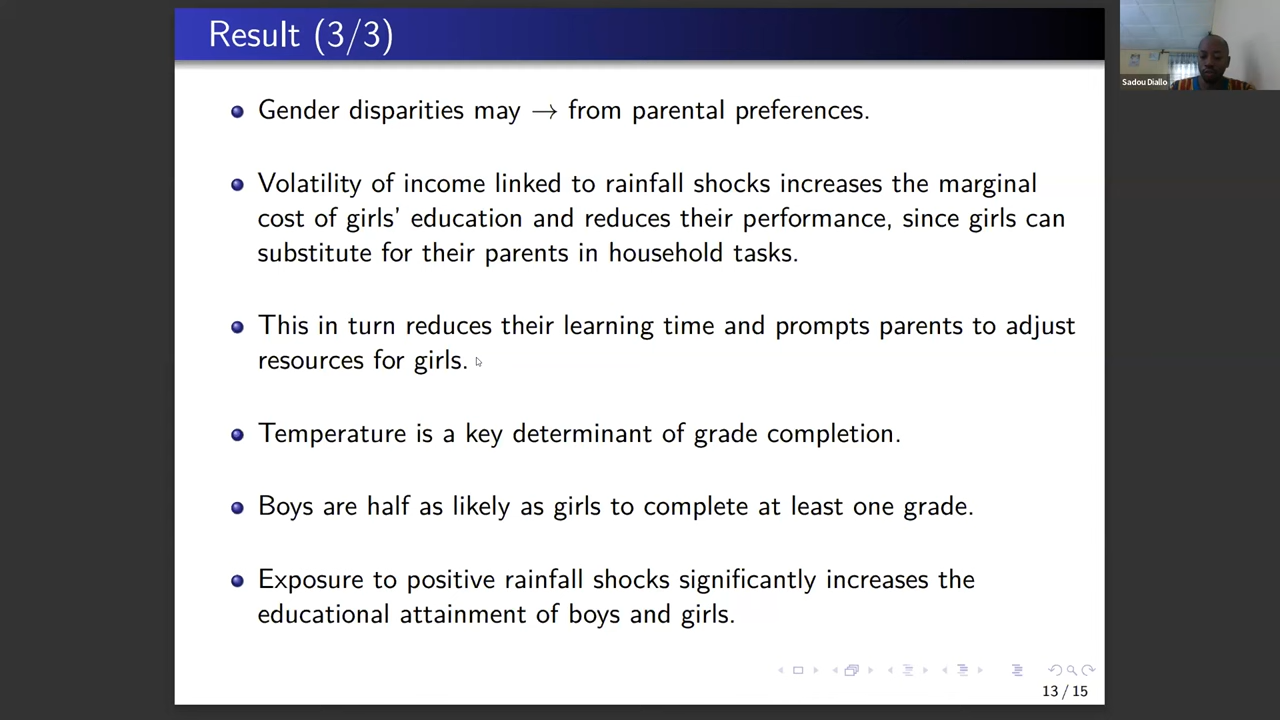 Result (3/3)
Sadou Diallo
Gender disparities may → from parental preferences.
Volatility of income linked to rainfall shocks increases the marginal
cost of girls’ education and reduces their performance, since girls can
substitute for their parents in household tasks.
This in turn reduces their learning time and prompts parents to adjust
resources for girls.
Temperature is a key determinant of grade completion.
Boys are half as likely as girls to complete at least one grade.
Exposure to positive rainfall shocks significantly increases the
educational attainment of boys and girls.
13 / 15